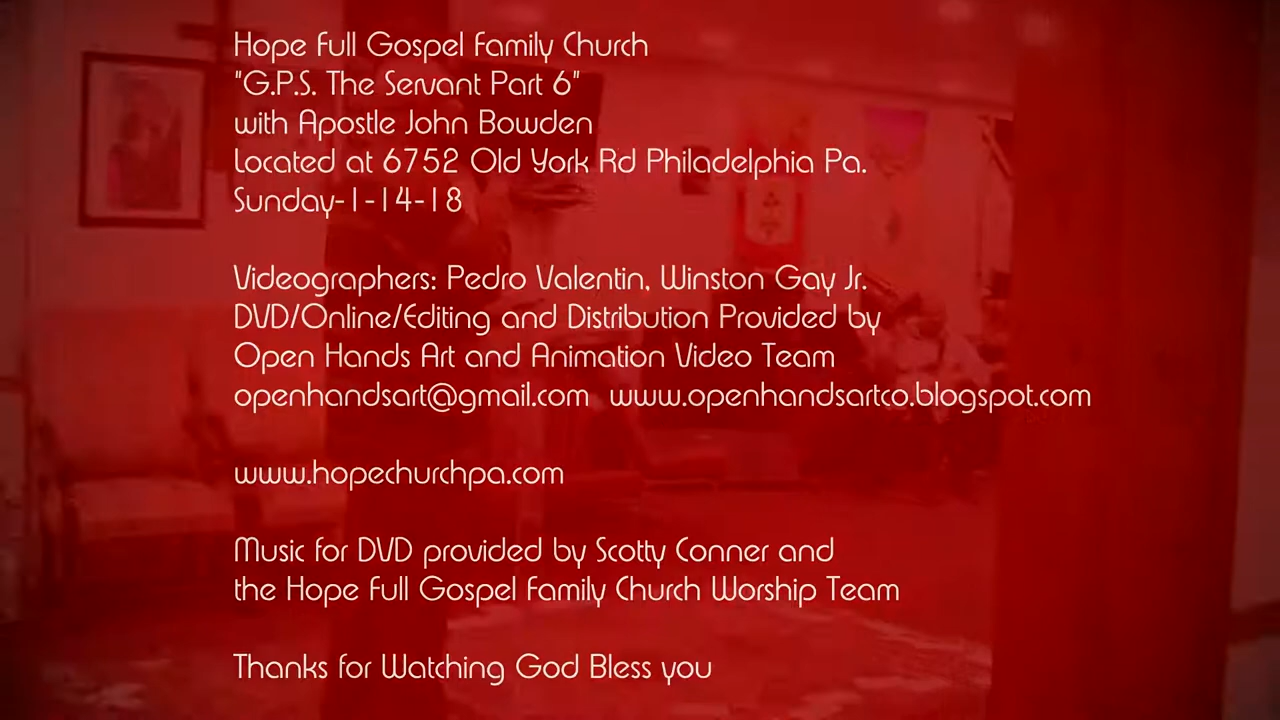 Hope Full Gospel Family Church
"G.P.S. The Servant Part 6"
with Apostle John Bowden
Located at 6752 Old York Rd Philadelphia Pa.
Sunday-1-14-18
Videographers: Pedro Valentin, Winston Gay Jr.
DVD/Online/Editing and Distribution Provided by
Open Hands Art and Animation Video Team
openhandsart@gmail.com www.openhandsartco.blogspot.com
www.hopechurchpa.com
Music for DVD provided by Scotty Conner and
the Hope Full Gospel Family Church Worship Team
Thanks for Watching God Bless you